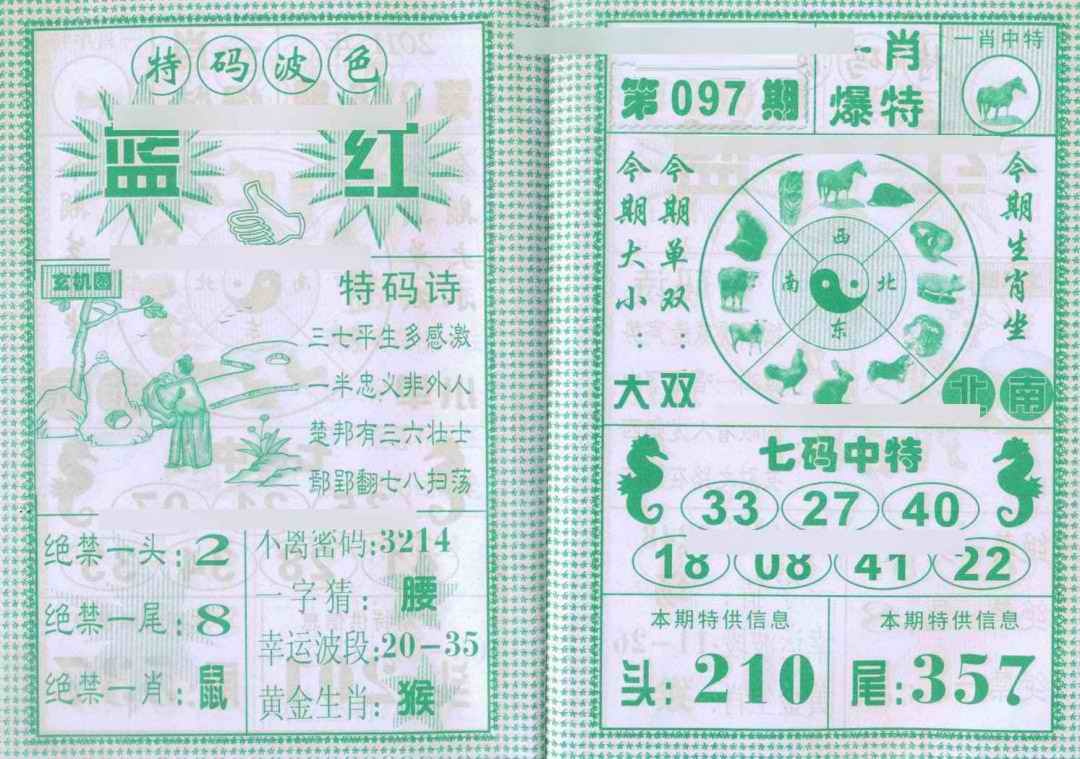 特码波色
蓝 红
玄机图
特码诗
三七平生多感激
一半忠义非外人
楚邦有三六壮士
鄢郢翻七八扫荡
绝禁一头:2
绝禁一尾:8
绝禁一肖:鼠
不离密码:3214
一字猜:腰
幸运波段:20-35
黄金生肖:猴
第097期
一肖
爆特
一肖中特
今期大小:大
今期单双:双
西
南 北
东
今期生肖坐
北 南
七码中特
33 27 40
18 08 41 22
本期特供信息
头:210
本期特供信息
尾:357